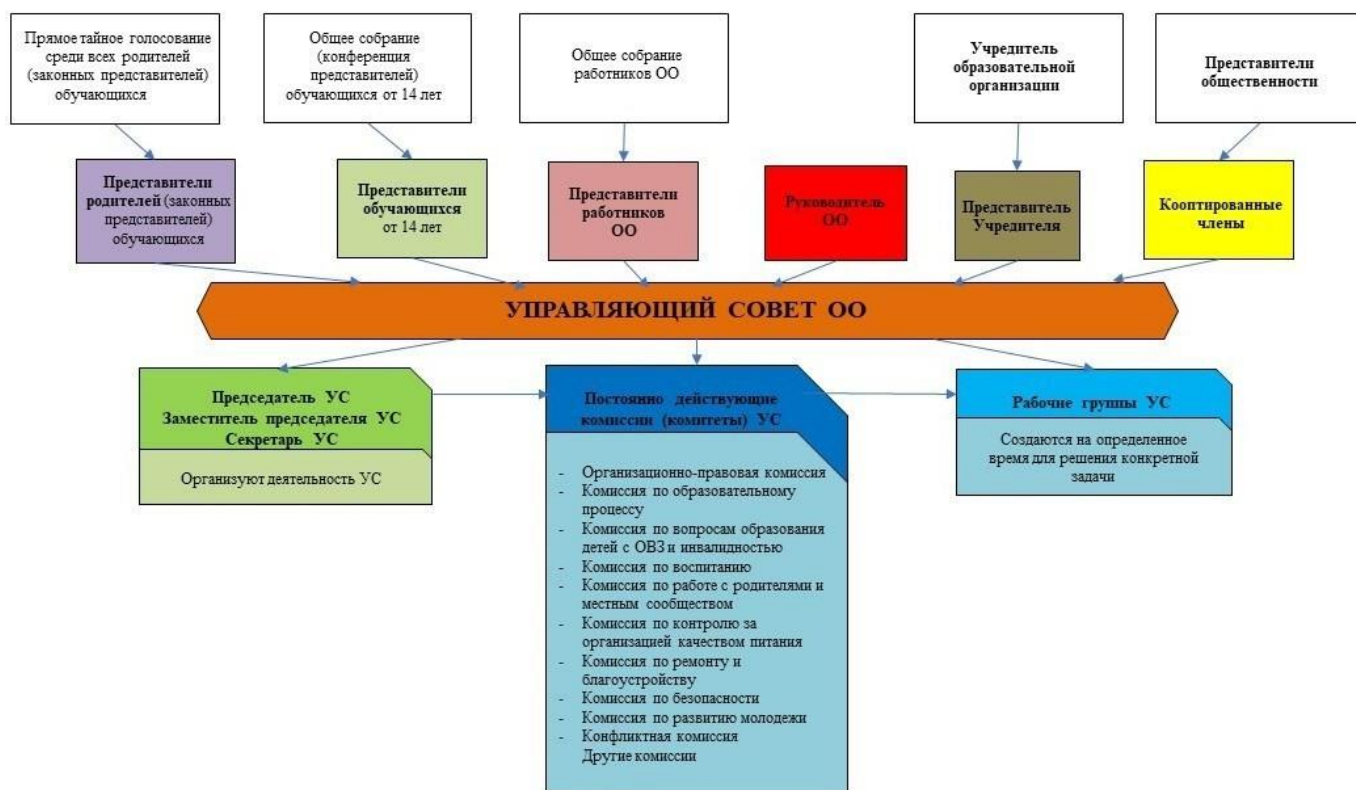 Прямое тайное голосование
среди всех родителей
(законных представителей)
обучающихся
Общее собрание
(конференция
представителей)
обучающихся от 14 лет
Общее собрание
работников ОО
Учредитель
образовательной
организации
Представители
общественности
Представители
родителей (законных
представителей)
обучающихся
Представители
обучающихся
от 14 лет
Представители
работников
ОО
Руководитель
ОО
Представитель
Учредителя
Кооптированные
члены
УПРАВЛЯЮЩИЙ СОВЕТ ОО
Председатель УС
Заместитель председателя УС
Секретарь УС
Организуют деятельность УС
Постоянно действующие
комиссии (комитеты) УС
- Организационно-правовая комиссия
- Комиссия по образовательному
процессу
- Комиссия по вопросам образования
детей с ОВЗ и инвалидностью
- Комиссия по воспитанию
- Комиссия по работе с родителями и
местным сообществом
- Комиссия по контролю за
организацией качеством питания
- Комиссия по ремонту и
благоустройству
- Комиссия по безопасности
- Комиссия по развитию молодежи
- Конфликтная комиссия
Другие комиссии
Рабочие группы УС
Создаются на определенное
время для решения конкретной
задачи